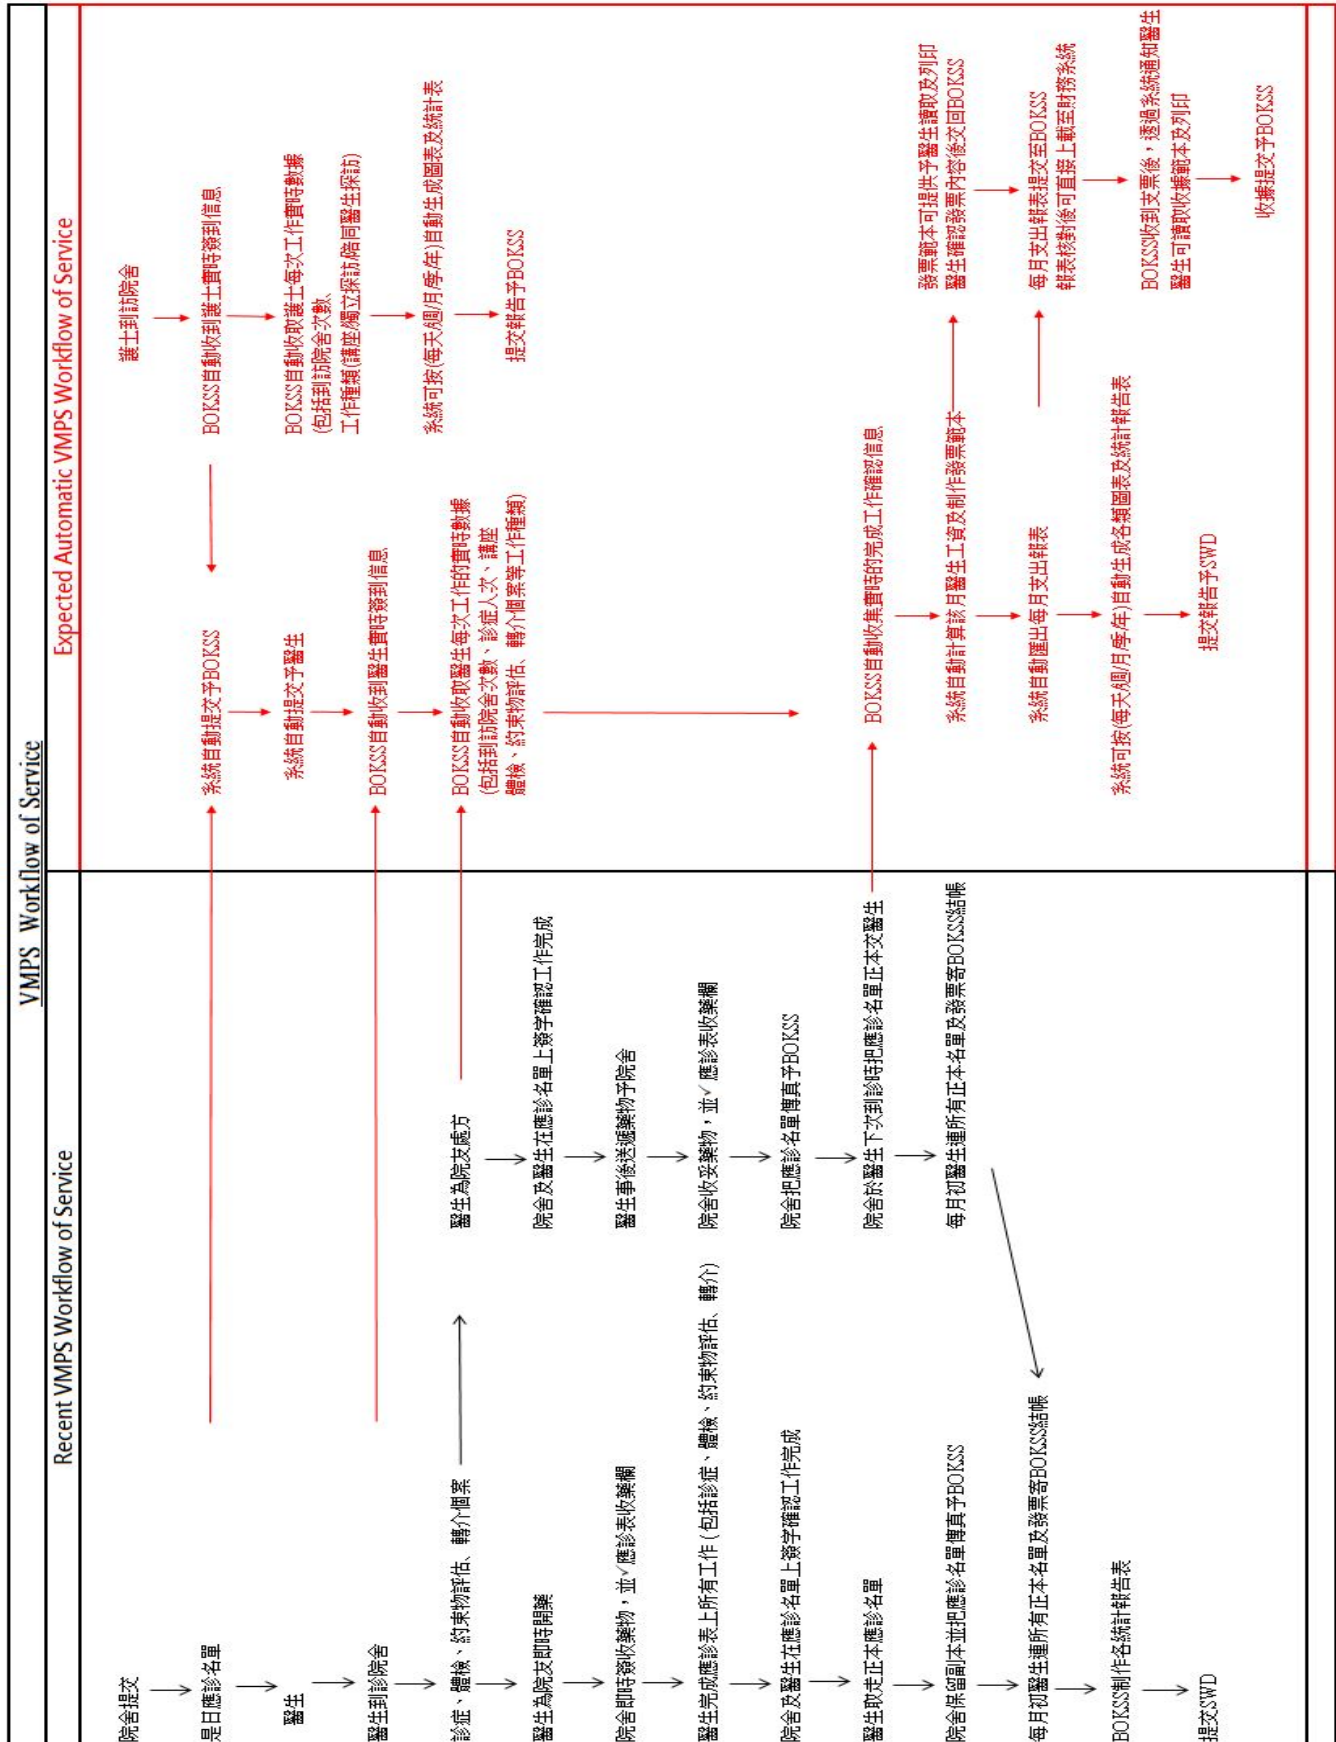 VMPS Workflow of Service
Recent VMPS Workflow of Service
Expected Automatic VMPS Workflow of Service
院舍提交
是日應診名單
醫生
醫生到診院舍
診症、體檢、約束物評估、轉介個案
醫生為院友即時開藥
院舍即時簽收藥物，並✓應診表收藥欄
醫生完成應診表上所有工作 (包括診症、體檢、約束物評估、轉介)
院舍及醫生在應診名單上簽字確認工作完成
醫生取走正本應診名單
院舍保留副本並把應診名單傳真予BOKSS
每月初醫生連所有正本名單及發票寄BOKSS結帳
BOKSS制作各統計報告表
提交SWD
醫生為院友處方
院舍及醫生在應診名單上簽字確認工作完成
醫生事後送遞藥物予院舍
院舍收妥藥物，並✓應診表收藥欄
院舍把應診名單傳真予BOKSS
院舍於醫生下次到診時把應診名單正本交醫生
每月初醫生連所有正本名單及發票寄BOKSS結帳
系統自動提交予BOKSS
系統自動提交予醫生
BOKSS自動收到醫生實時簽到信息
BOKSS自動收取醫生每次工作的實時數據
(包括到訪院舍次數、診症人次、講座
體檢、約束物評估、轉介個案等工作種類)
BOKSS自動收集實時的完成工作確認信息
系統自動計算該月醫生工資及制作發票範本
系統自動匯出每月支出報表
系統可按(每天/週/月/季/年)自動生成各類圖表及統計報告表
提交報告予SWD
護士到訪院舍
BOKSS自動收到護士實時簽到信息
BOKSS自動收取護士每次工作實時數據
(包括到訪院舍次數、
工作種類(講座/獨立探訪/陪同醫生探訪)
系統可按(每天/週/月/季/年)自動生成圖表及統計表
提交報告予BOKSS
發票範本可提供予醫生讀取及列印
醫生確認發票內容後交回BOKSS
每月支出報表提交至BOKSS
報表核對後可直接上載至財務系統
BOKSS收到支票後，透過系統通知醫生
醫生可讀取收據範本及列印
收據提交予BOKSS